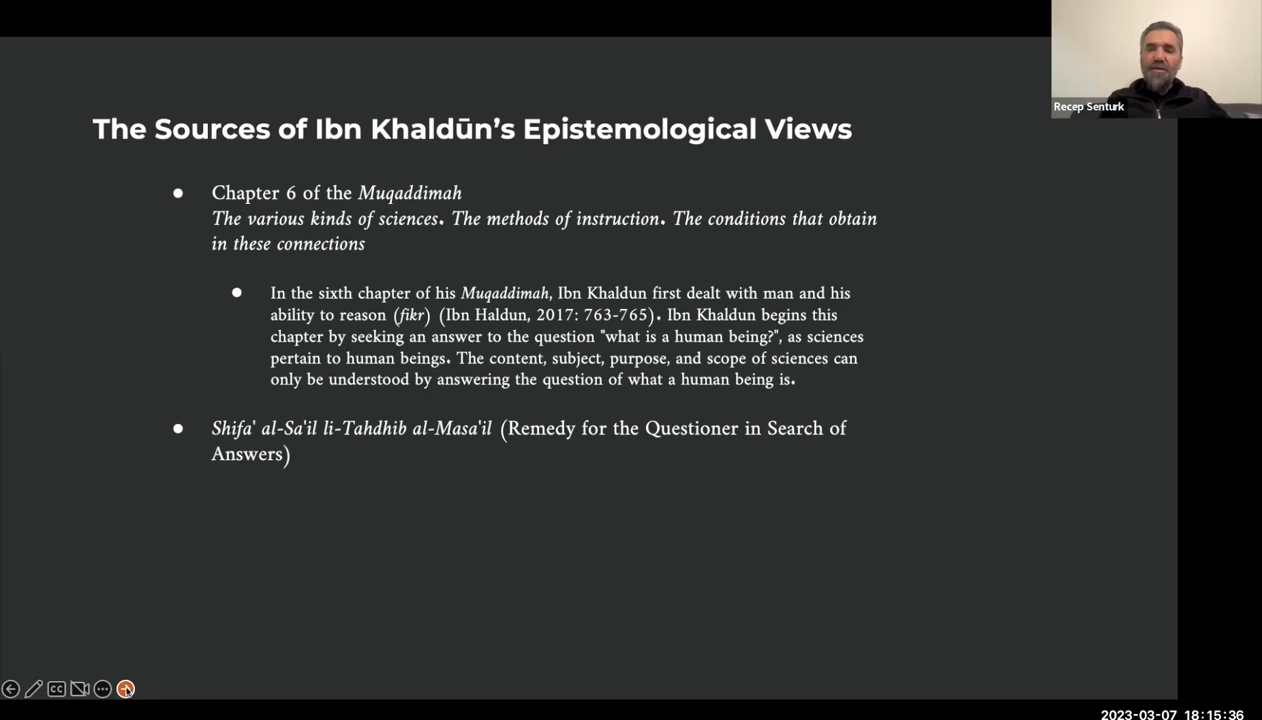 Recep Senturk
The Sources of Ibn Khaldūn’s Epistemological Views
● Chapter 6 of the Muqaddimah
The various kinds of sciences. The methods of instruction. The conditions that obtain
in these connections
● In the sixth chapter of his Muqaddimah, Ibn Khaldun first dealt with man and his
ability to reason (fikr) (Ibn Haldun, 2017: 763-765). Ibn Khaldun begins this
chapter by seeking an answer to the question "what is a human being?", as sciences
pertain to human beings. The content, subject, purpose, and scope of sciences can
only be understood by answering the question of what a human being is.
● Shifa' al-Sa'il li-Tahdhib al-Masa'il (Remedy for the Questioner in Search of
Answers)
CC
2023-03-07 18:15:36